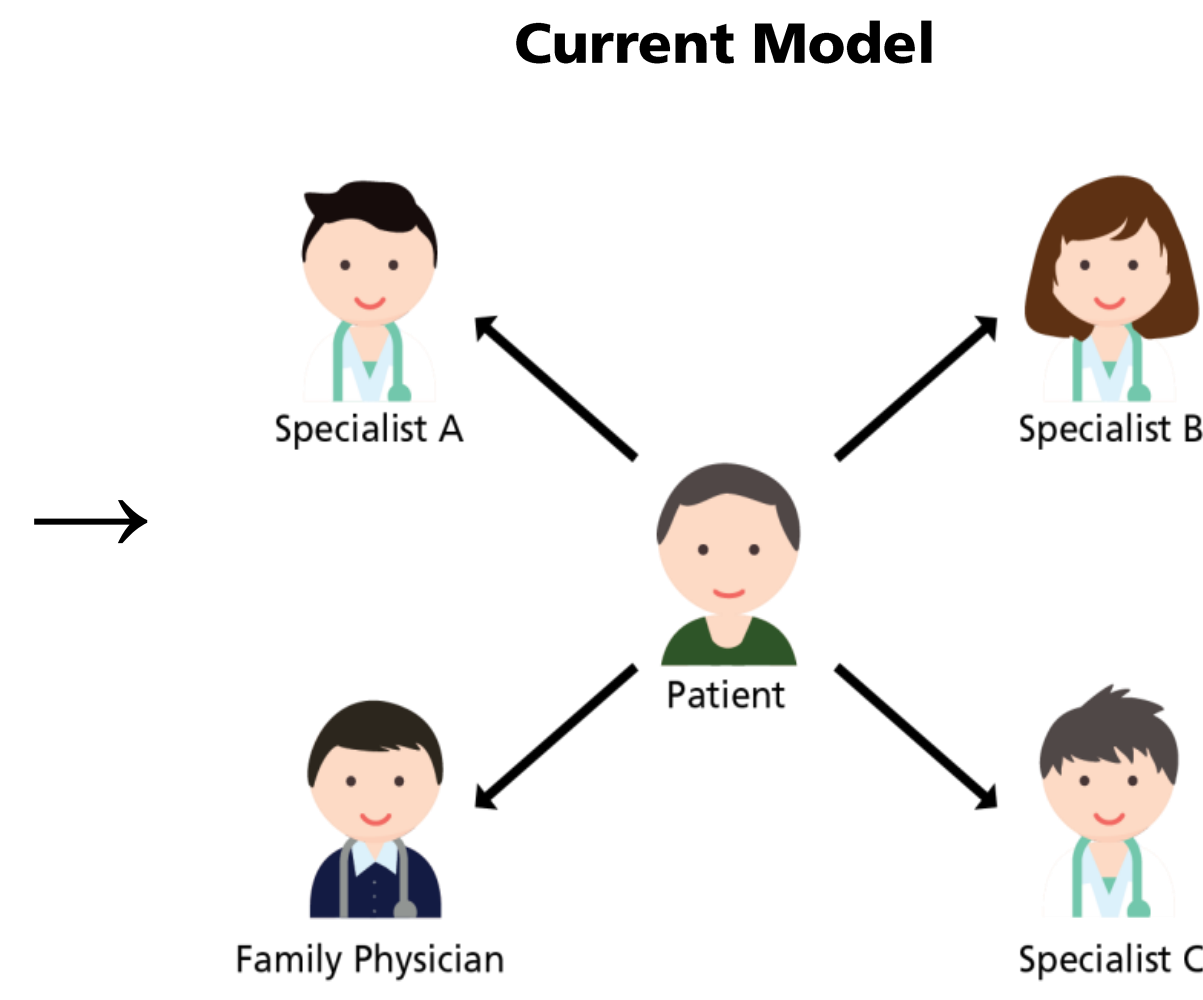 Current Model
Specialist A
Specialist B
Patient
Family Physician
Specialist C